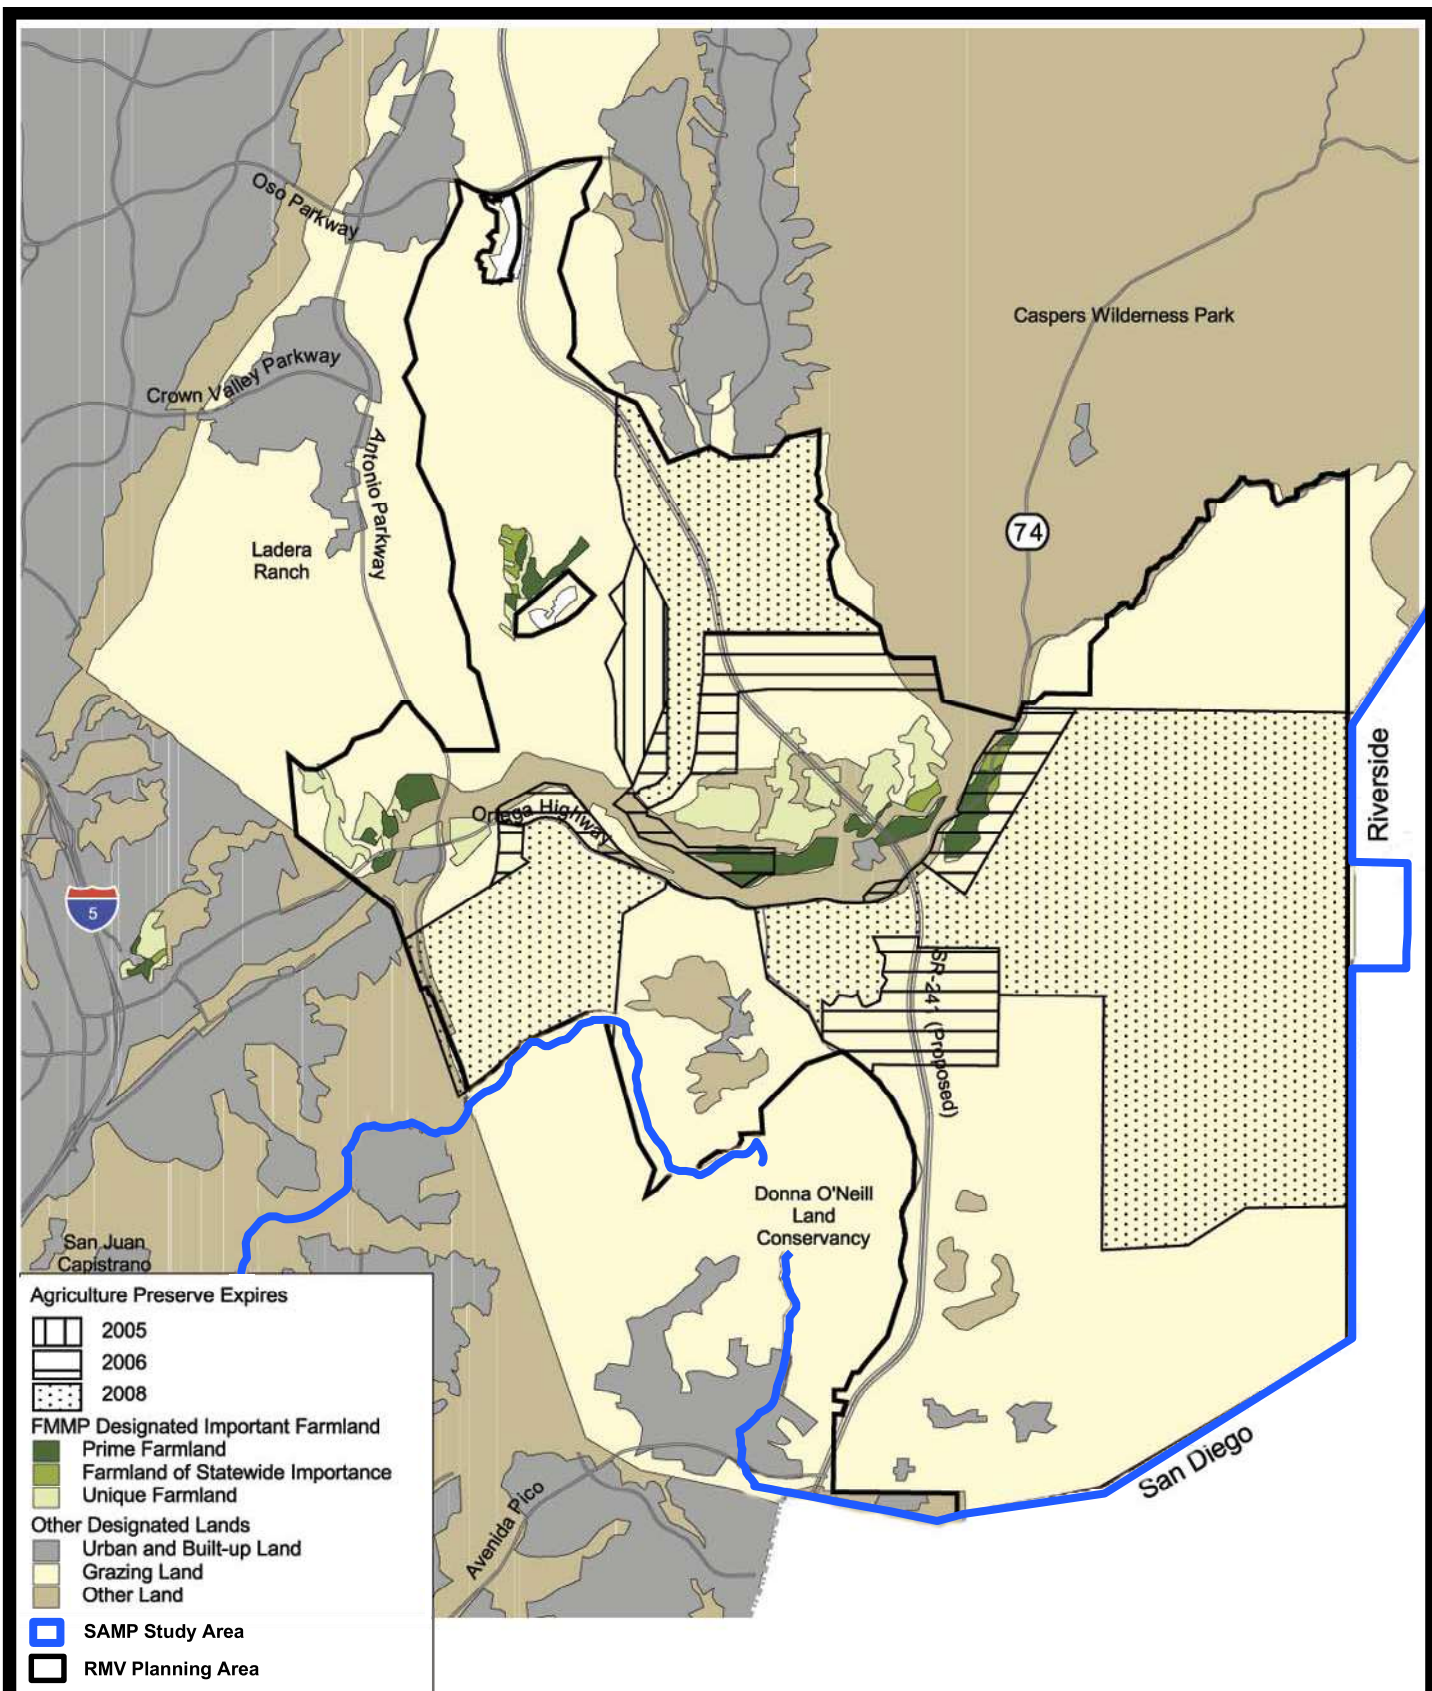 Oso Parkway
Caspers Wilderness Park
Crown Valley Parkway
Antonio Parkway
74
Ladera
Ranch
Riverside
Ortega Highway
5
SR-241 (Proposed)
Donna O'Neill
Land
Conservancy
San Juan
Capistrano
San Diego
Avenida Pico
Agriculture Preserve Expires
2005
2006
2008
FMMP Designated Important Farmland
Prime Farmland
Farmland of Statewide Importance
Unique Farmland
Other Designated Lands
Urban and Built-up Land
Grazing Land
Other Land
SAMP Study Area
RMV Planning Area